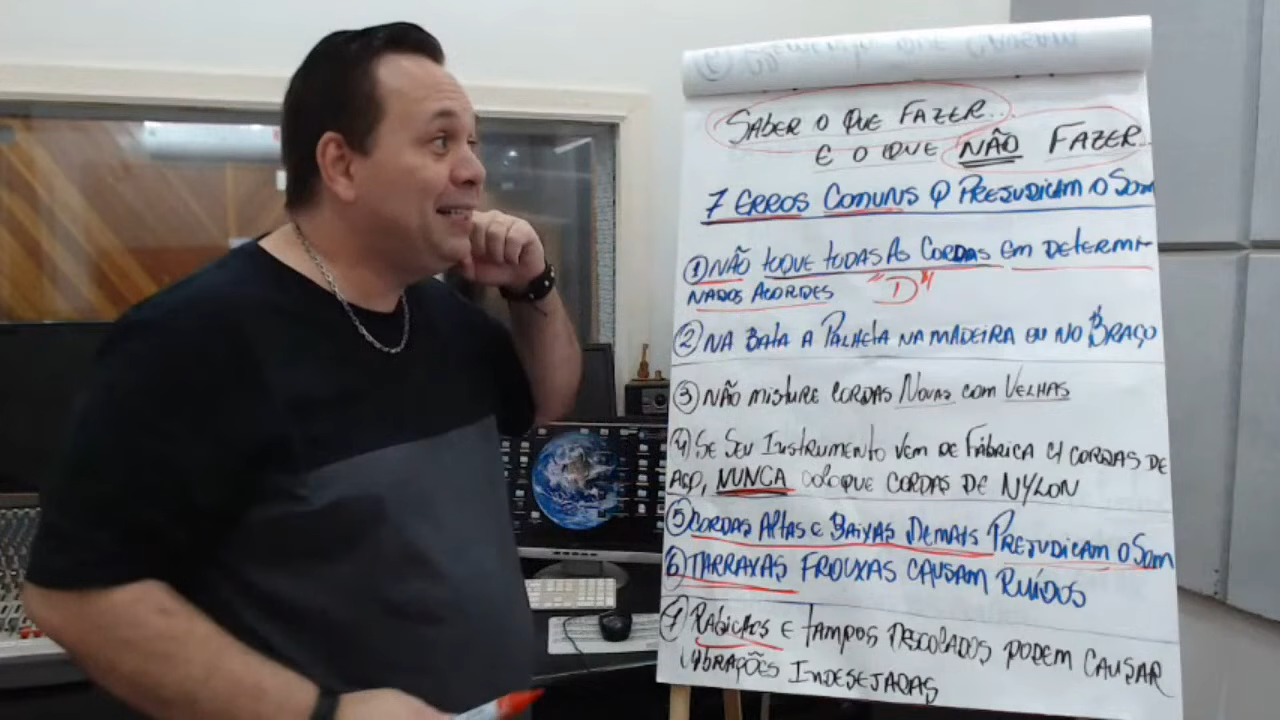 SABER O QUE FAZER...
E O QUE NÃO FAZER...
7 ERROS COMUNS Q PREJUDICAM O SOM
① NÃO TOQUE TODAS AS CORDAS EM DETERMI-
NADOS ACORDES "D"
② NA BATA A PALHETA NA MADEIRA OU NO BRAÇO
③ NÃO MISTURE CORDAS NOVAS COM VELHAS
④ SE SEU INSTRUMENTO VEM DE FÁBRICA C/ CORDAS DE
AÇO, NUNCA COLOQUE CORDAS DE NYLON
⑤ CORDAS ALTAS E BAIXAS DEMAIS PREJUDICAM O SOM
⑥ TARRAXAS FROUXAS CAUSAM RUÍDOS
⑦ E TAMPOS DESCOLADOS PODEM CAUSAR
VIBRAÇÕES INDESEJADAS